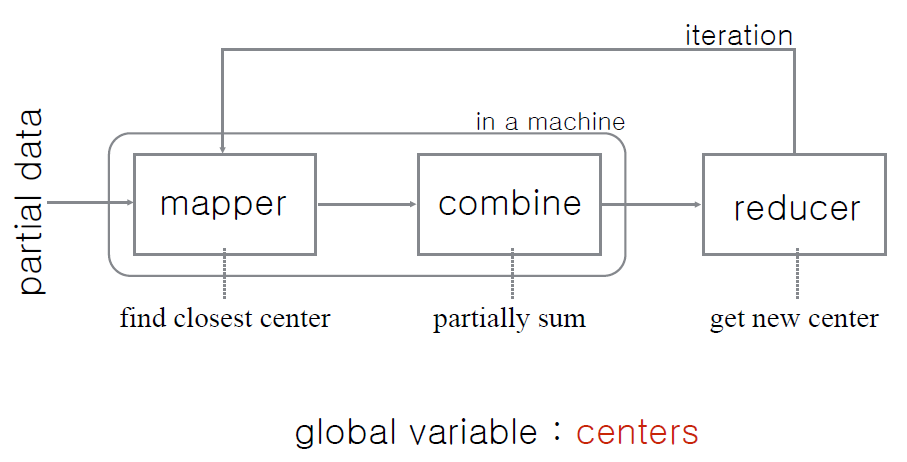 iteration
in a machine
partial data
mapper
combine
reducer
find closest center
partially sum
get new center
global variable : centers